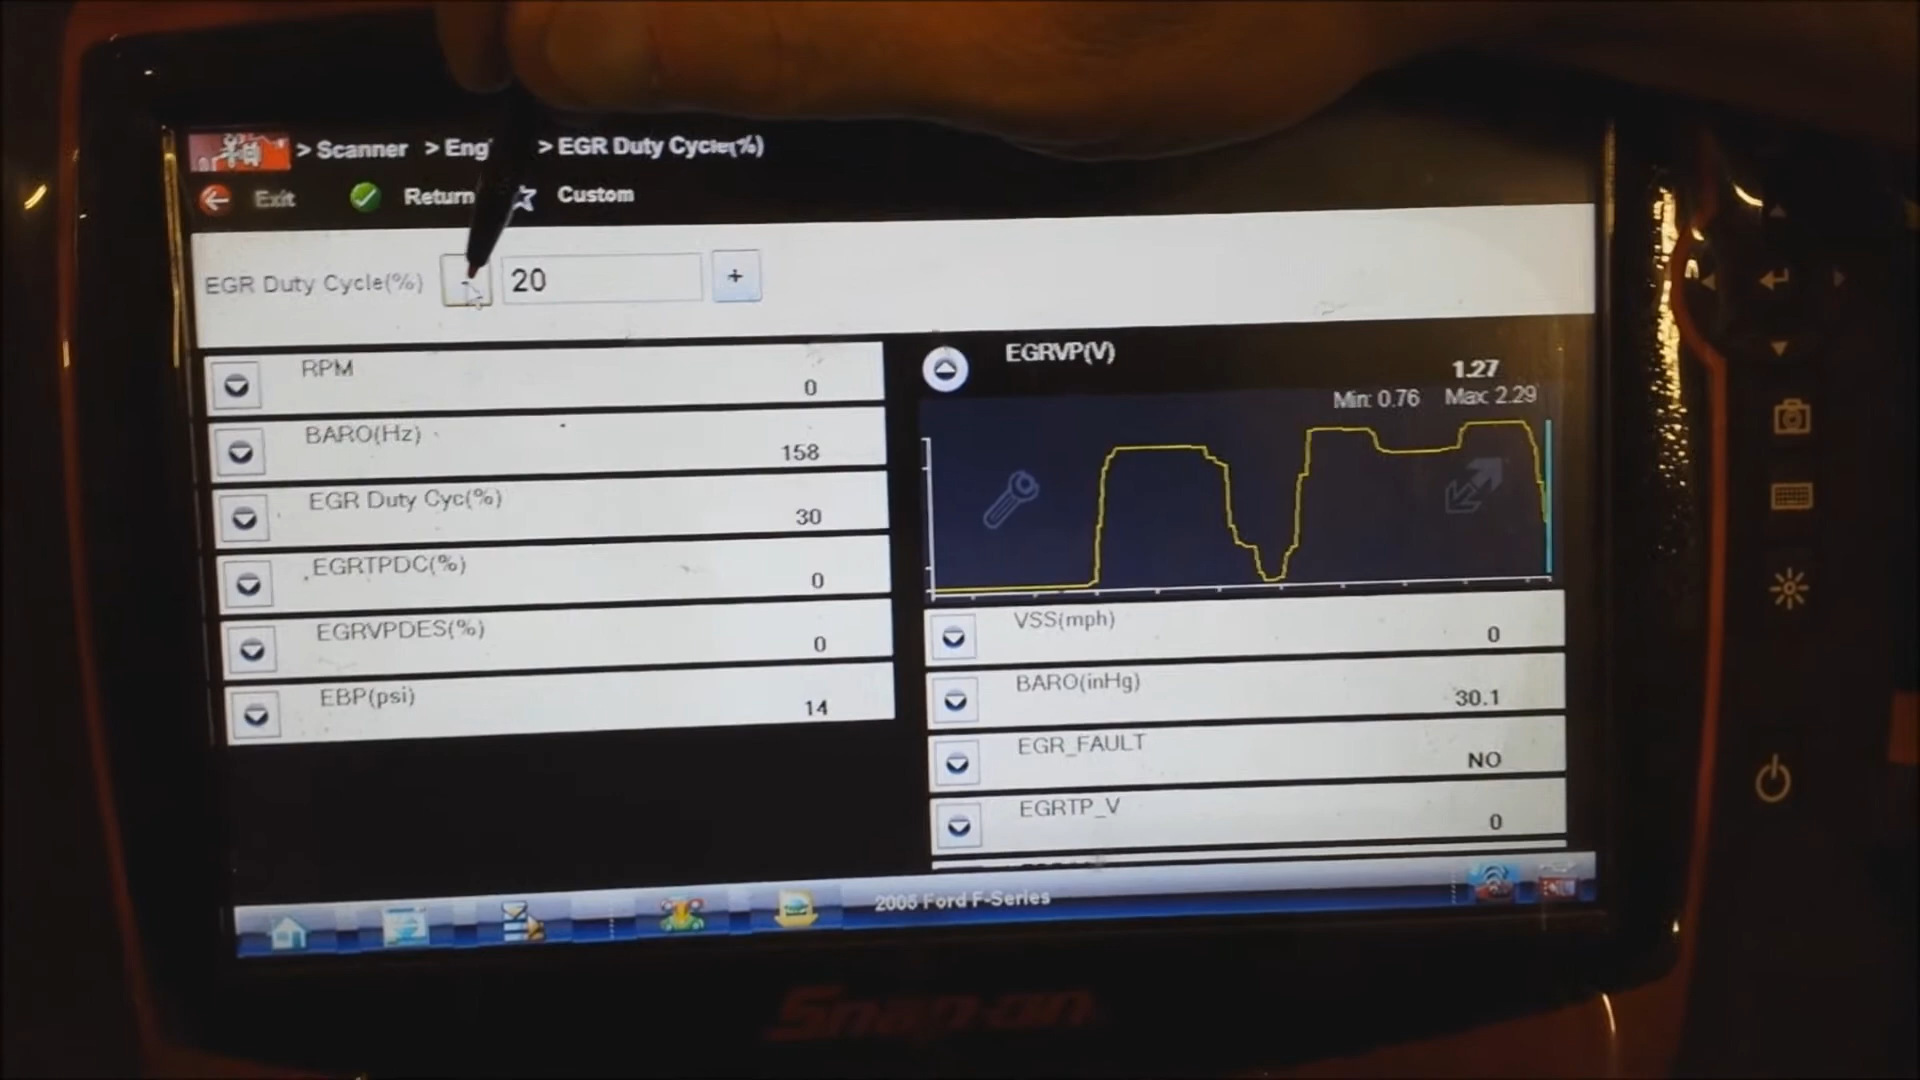 > Scanner > Eng > EGR Duty Cycle(%)
Exit Return Custom
EGR Duty Cycle(%) - 20 +
RPM 0
BARO(Hz) 158
EGR Duty Cyc(%) 30
EGRTPDC(%) 0
EGRVPDES(%) 0
EBP(psi) 14
EGRVP(V) 1.27
Min: 0.76 Max: 2.29
VSS(mph) 0
BARO(inHg) 30.1
EGR_FAULT NO
EGRTP_V 0
2005 Ford F-Series
Snap-on